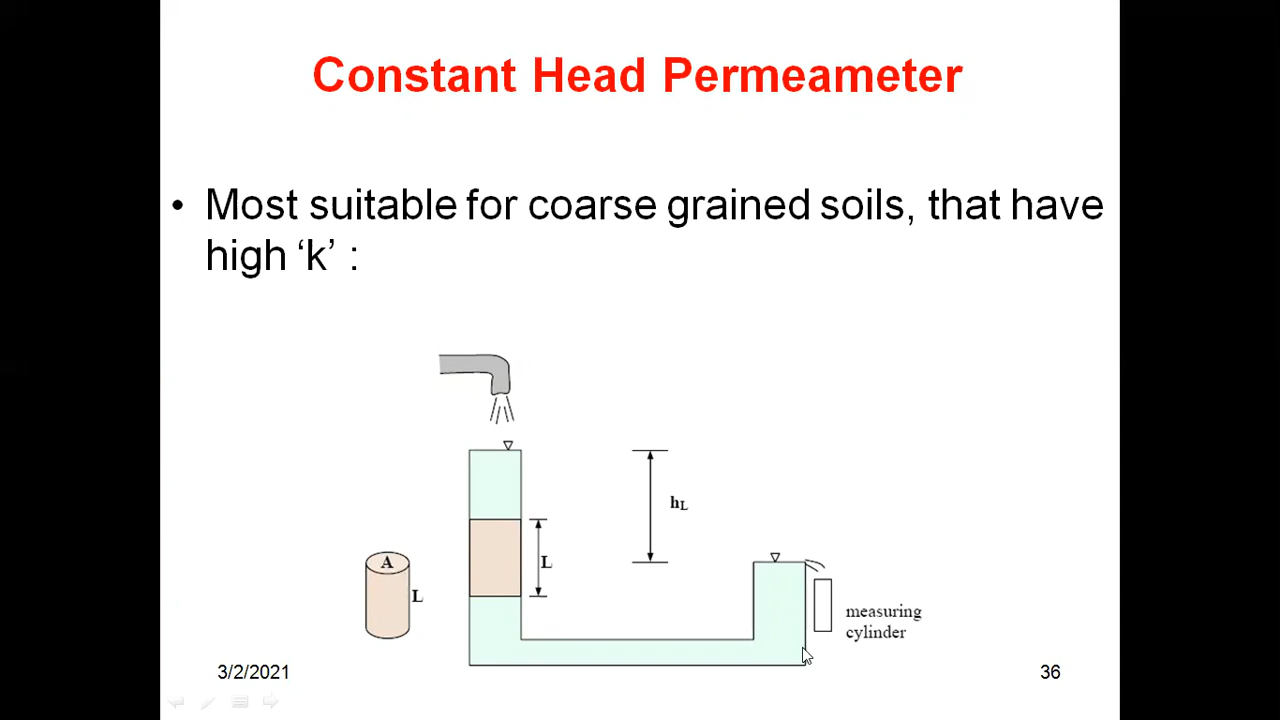 Constant Head Permeameter
• Most suitable for coarse grained soils, that have
high ‘k’ :
hL
L
A
L
measuring
cylinder
3/2/2021
36